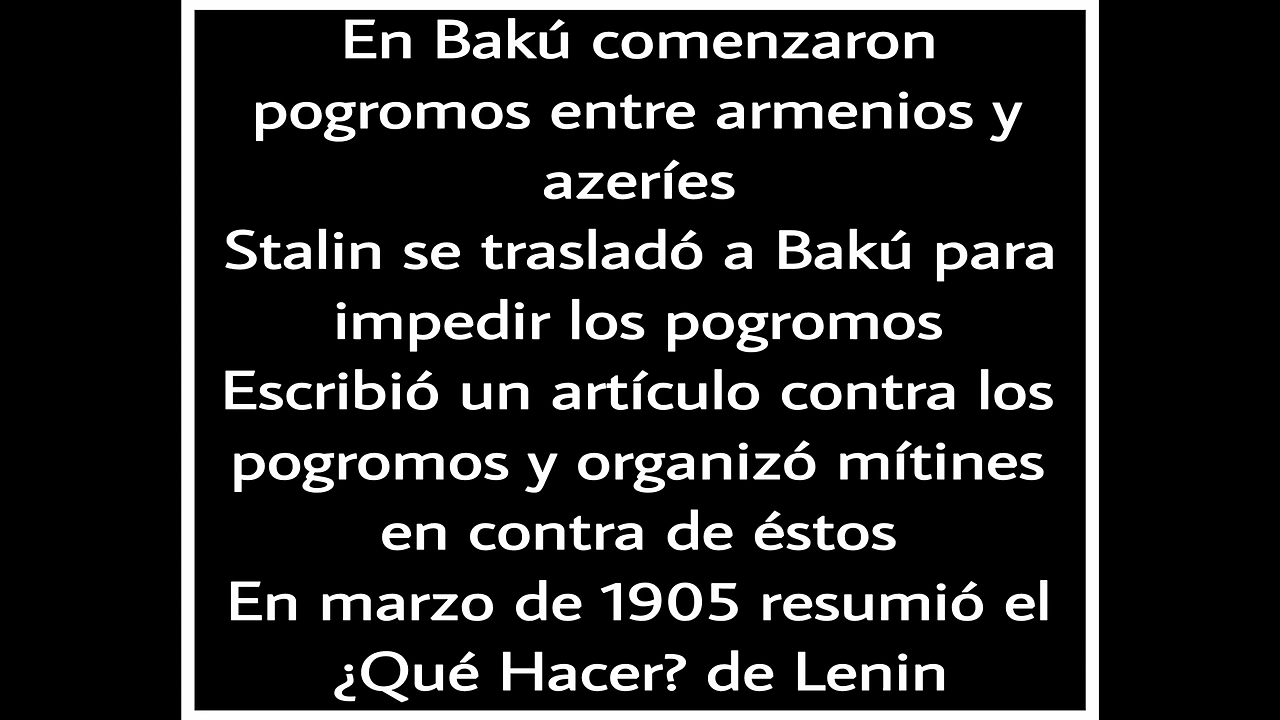 En Bakú comenzaron
pogromos entre armenios y
azeríes
Stalin se trasladó a Bakú para
impedir los pogromos
Escribió un artículo contra los
pogromos y organizó mítines
en contra de éstos
En marzo de 1905 resumió el
¿Qué Hacer? de Lenin